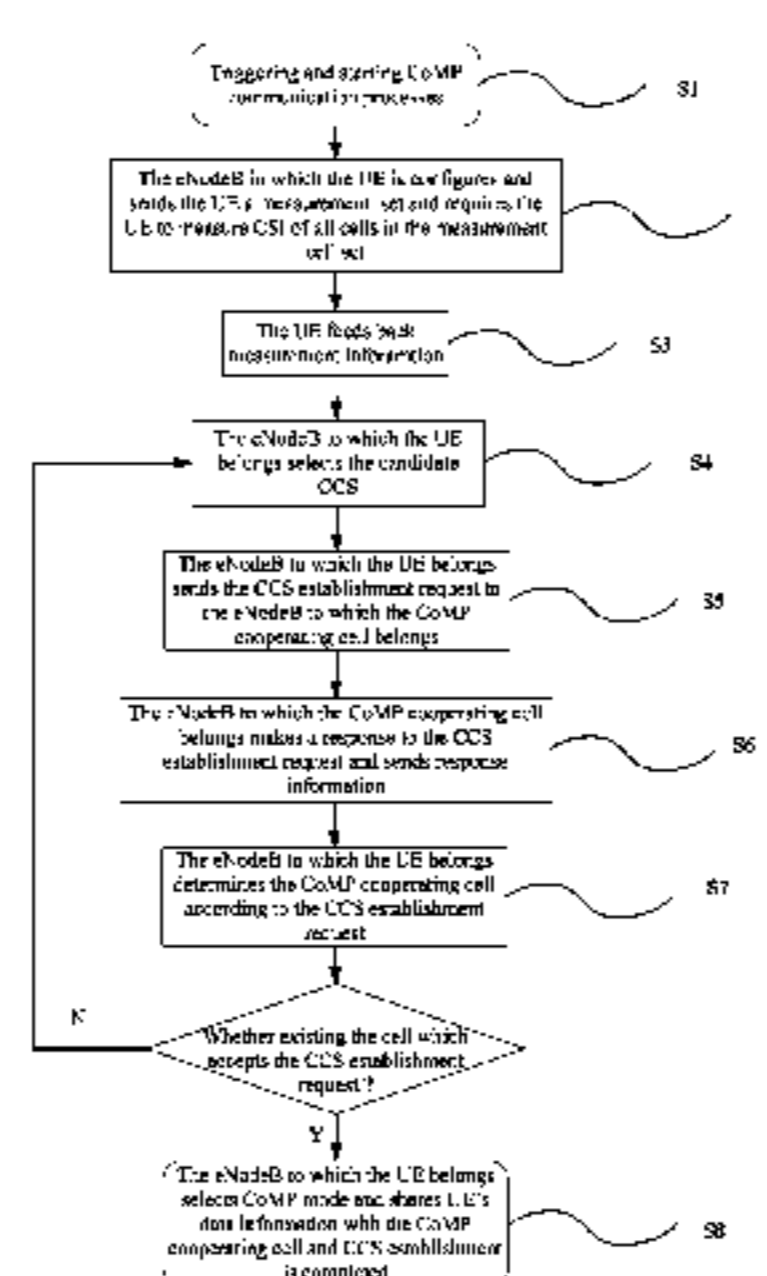 Triggering and starting CoMP
communication processes
S1
The eNodeB in which the UE is configures and
sends the UE a measurement set and requires the
UE to measure CSI of all cells in the measurement
cell set
The UE feeds back
measurement information
S3
The eNodeB to which the UE
belongs selects the candidate
CCS
S4
The eNodeB to which the UE belongs
sends the CCS establishment request to
the eNodeB to which the CoMP
cooperating cell belongs
S5
The eNodeB to which the CoMP cooperating cell
belongs makes a response to the CCS
establishment request and sends response
information
S6
The eNodeB to which the UE belongs
determines the CoMP cooperating cell
according to the CCS establishment
request
S7
N
Whether existing the cell which
accepts the CCS establishment
request?
Y
The eNodeB to which the UE belongs
selects CoMP mode and shares UE's
data information with the CoMP
cooperating cell and CCS establishment
is completed
S8